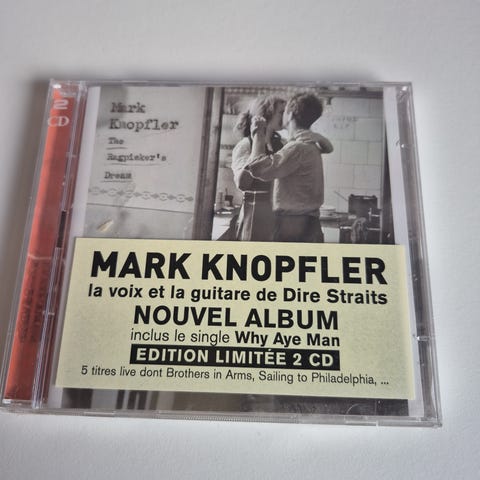 2
CD
Mark
Knopfler
The
Ragpicker's
Dream
MARK KNOPFLER
la voix et la guitare de Dire Straits
NOUVEL ALBUM
inclus le single Why Aye Man
EDITION LIMITÉE 2 CD
5 titres live dont Brothers in Arms, Sailing to Philadelphia, ...